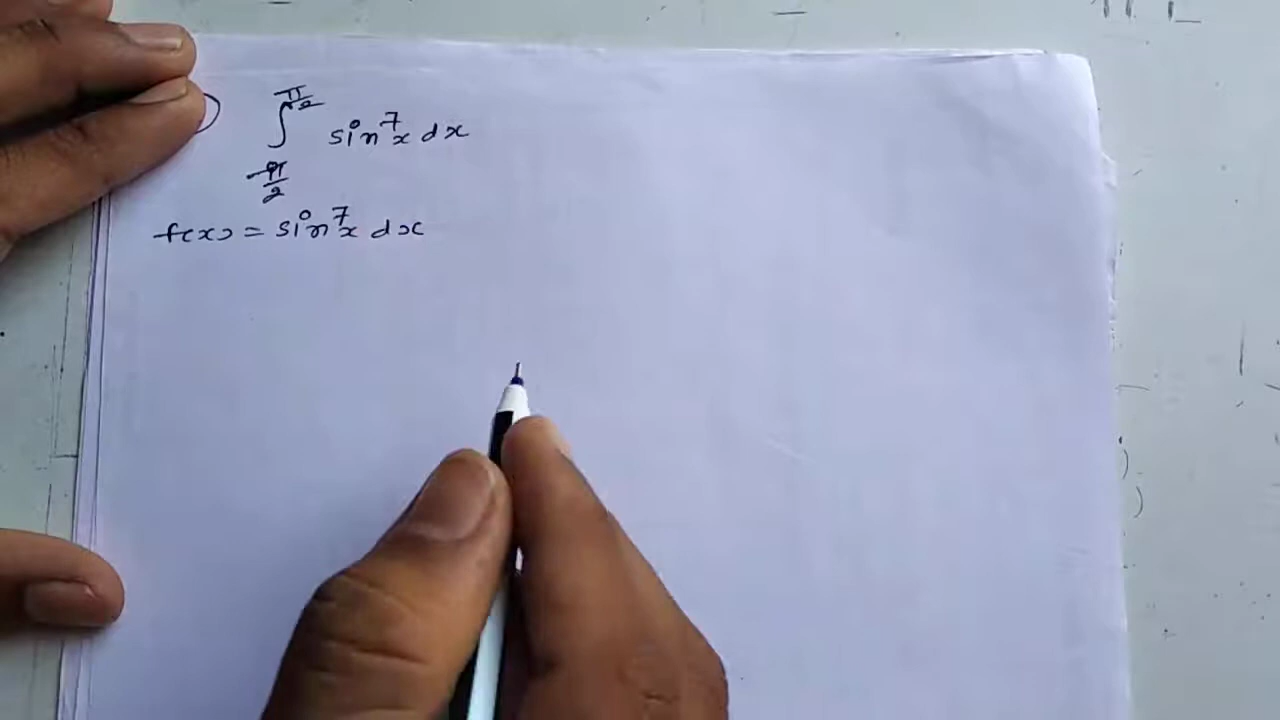 ∫_{-π/2}^{π/2} sin⁷x dx
f(x) = sin⁷x dx